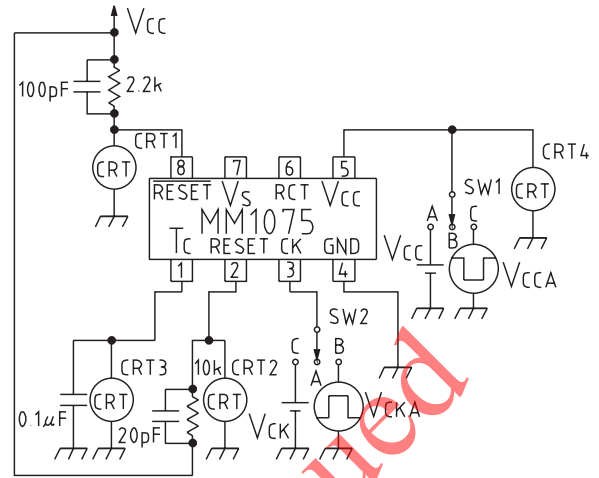 VCC
100pF
2.2k
CRT1
CRT
8 7 6 5
RESET VS RCT VCC
MM1075
TC RESET CK GND
1 2 3 4
CRT4
CRT
SW1
A C
B
VCC
VCCA
SW2
C B
A
CRT3
CRT
0.1μF
10k
CRT2
CRT
20pF
VCK
VCKA
ued